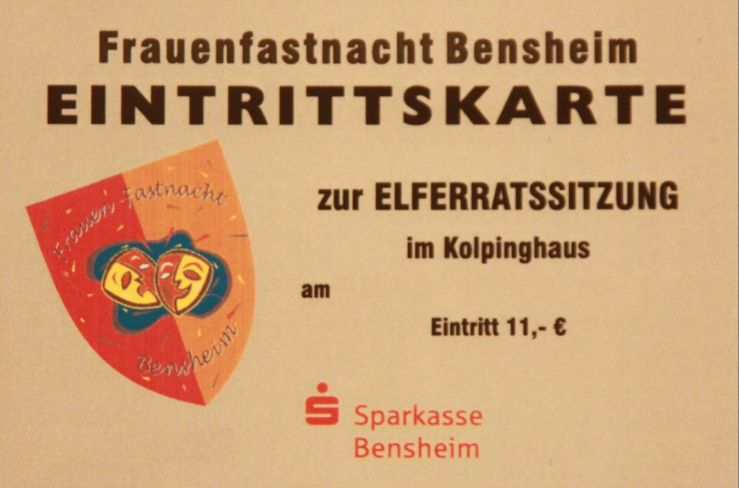 Frauenfastnacht Bensheim
EINTRITTSKARTE
Frauen-Fastnacht
Bensheim
zur ELFERRATSSITZUNG
im Kolpinghaus
am
Eintritt 11,- €
Sparkasse
Bensheim